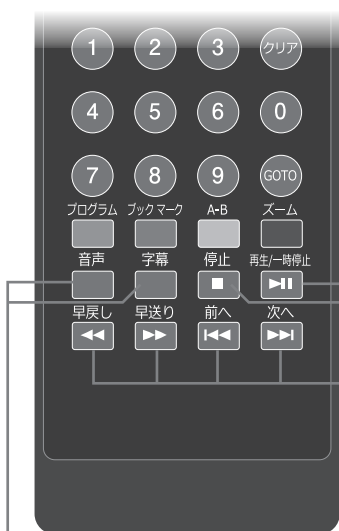 1 2 3 クリア
4 5 6 0
7 8 9 GOTO
プログラム ブックマーク A-B ズーム
音声 字幕 停止 再生/一時停止
早戻し 早送り 前へ 次へ